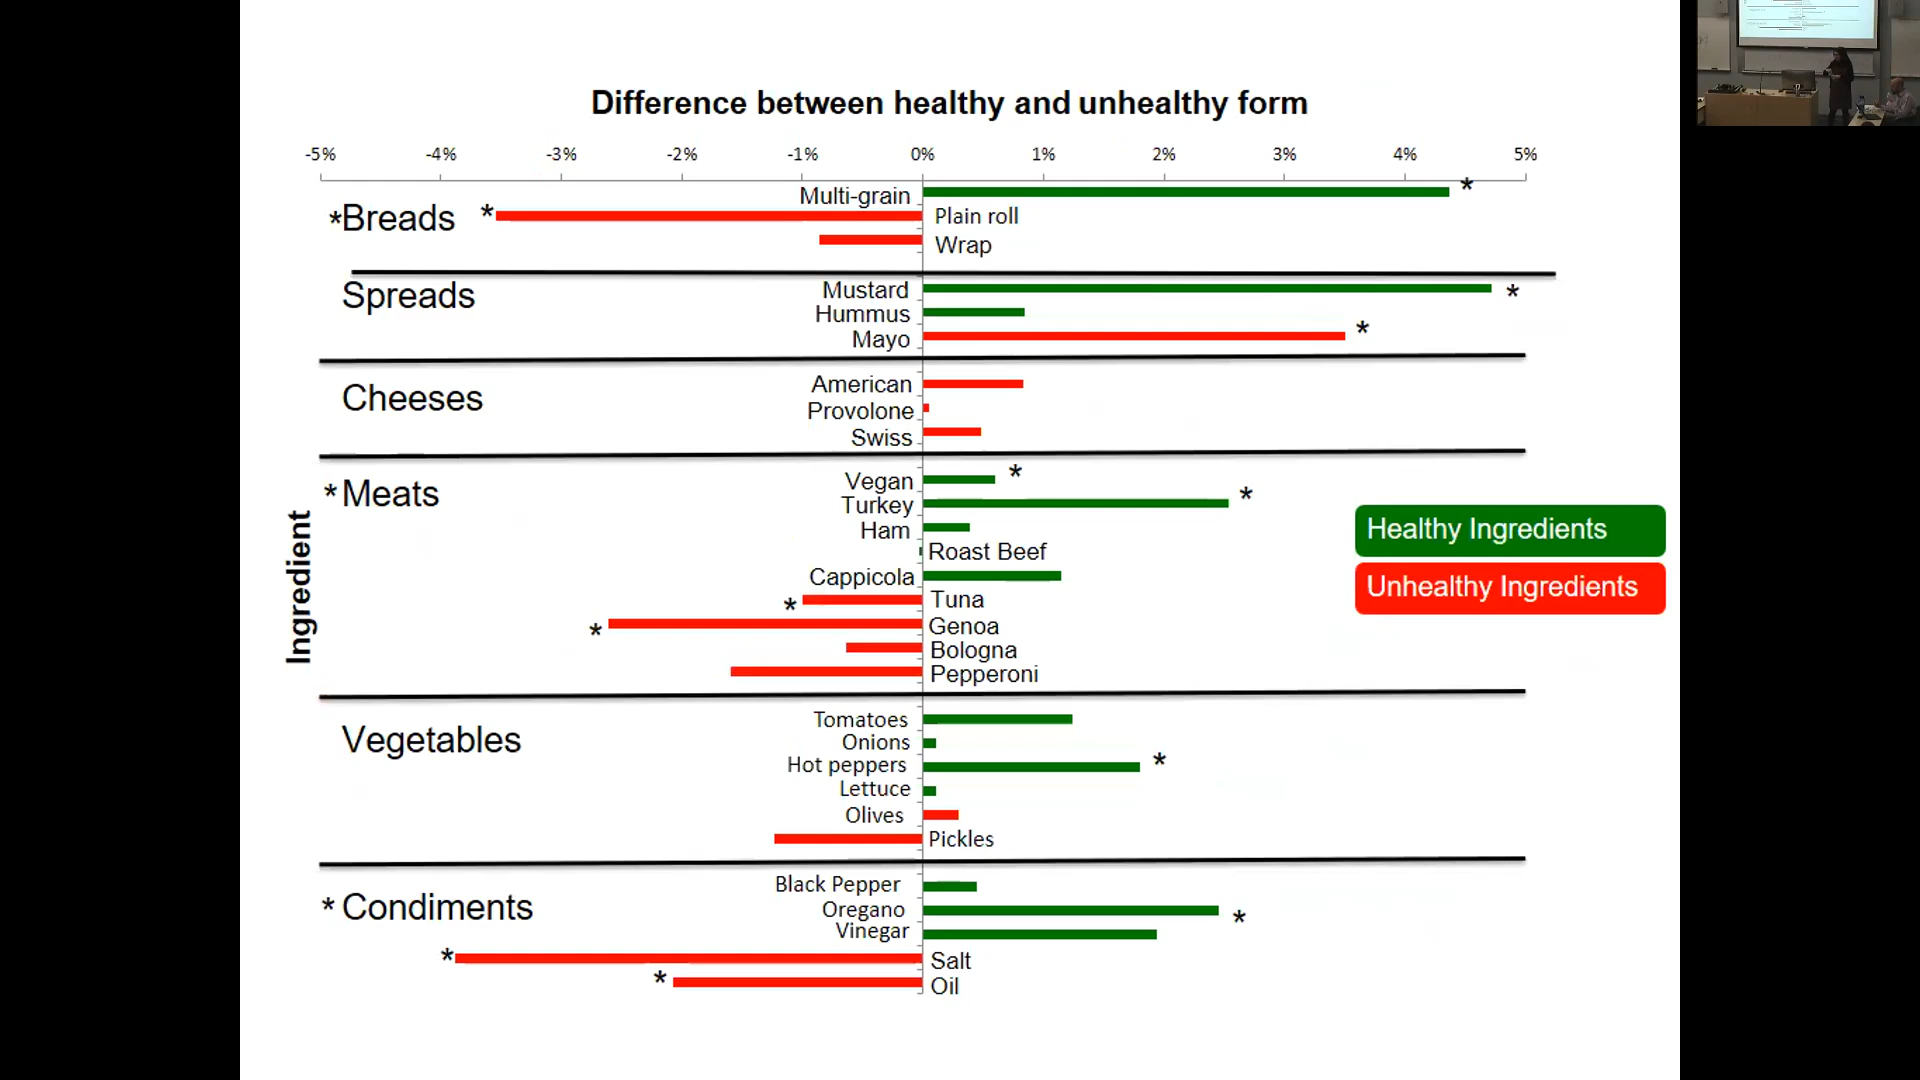 Difference between healthy and unhealthy form
-5% -4% -3% -2% -1% 0% 1% 2% 3% 4% 5%
Multi-grain *
*Breads * Plain roll
Wrap
Spreads Mustard *
Hummus
Mayo *
Cheeses American
Provolone
Swiss
* Meats Vegan *
Turkey *
Ham
Roast Beef
Cappicola
* Tuna
* Genoa
Bologna
Pepperoni
Ingredient
Healthy Ingredients
Unhealthy Ingredients
Vegetables Tomatoes
Onions
Hot peppers *
Lettuce
Olives
Pickles
* Condiments Black Pepper
Oregano *
Vinegar
* Salt
* Oil